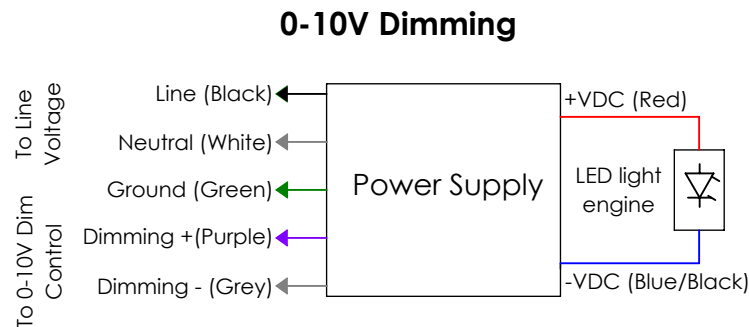 0-10V Dimming
To Line
Voltage
Line (Black)
Neutral (White)
Ground (Green)
To 0-10V Dim
Control
Dimming +(Purple)
Dimming - (Grey)
Power Supply
+VDC (Red)
LED light
engine
-VDC (Blue/Black)